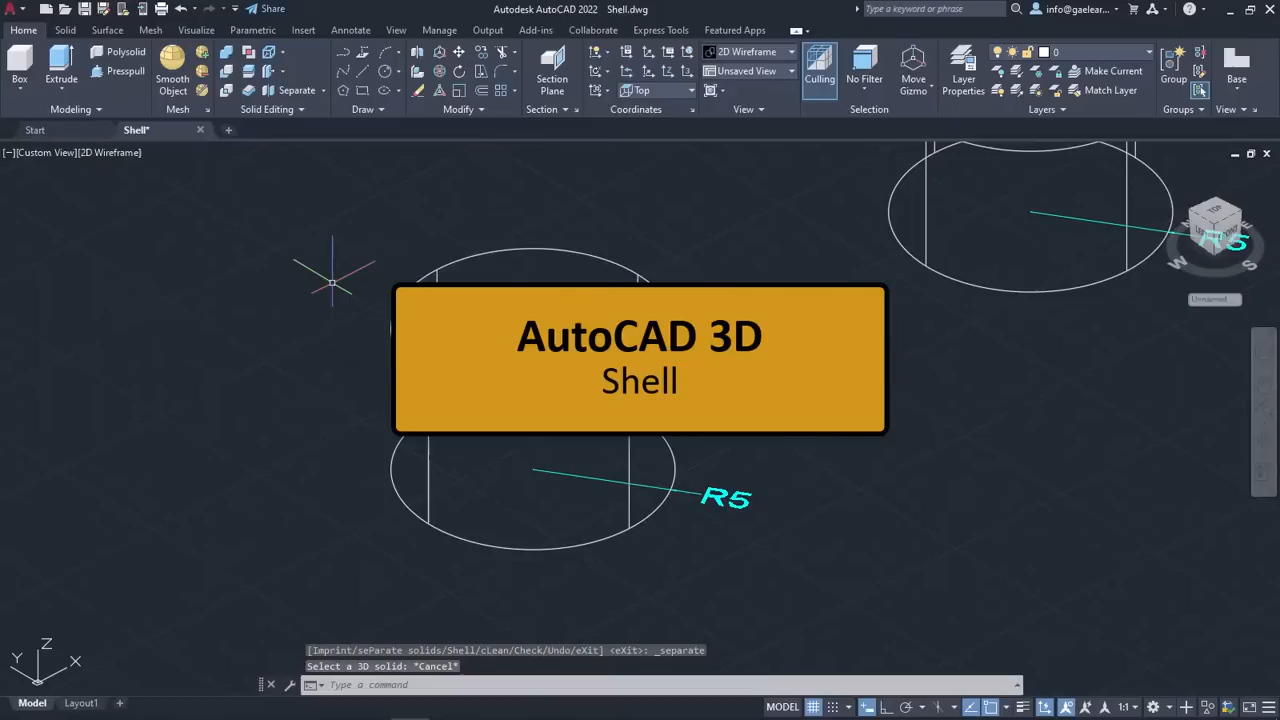 Share
Autodesk AutoCAD 2022 Shell.dwg
Type a keyword or phrase
info@gaelear...
Home Solid Surface Mesh Visualize Parametric Insert Annotate View Manage Output Add-ins Collaborate Express Tools Featured Apps
Box
Extrude
Polysolid
Presspull
Smooth
Object
Separate
Section
Plane
Top
2D Wireframe
Unsaved View
Culling
No Filter
Move
Gizmo
Layer
Properties
0
Make Current
Match Layer
Group
Base
Modeling Mesh Solid Editing Draw Modify Section Coordinates View Selection Layers Groups View
Start
Shell*
[−][Custom View][2D Wireframe]
TOP
FRONT
W
S
E
R5
Unnamed
AutoCAD 3D
Shell
R5
Z
Y
X
[Imprint/seParate solids/Shell/cLean/Check/Undo/eXit] <eXit>: _separate
Select a 3D solid: *Cancel*
Type a command
Model Layout1
MODEL
1:1